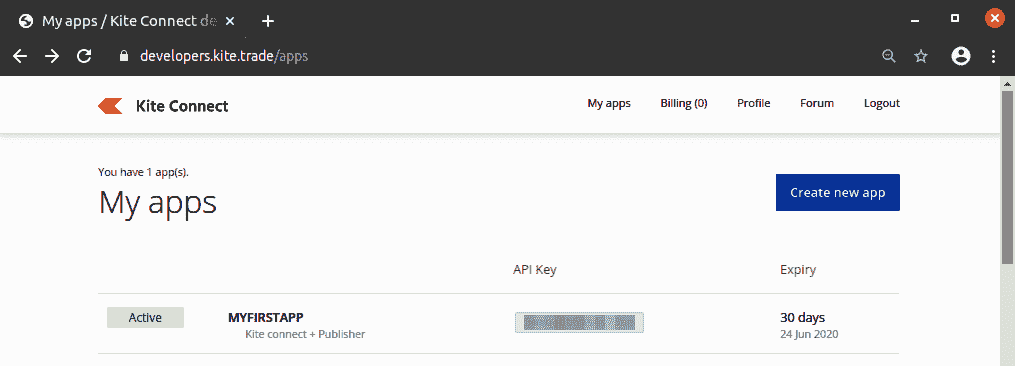 My apps / Kite Connect de
developers.kite.trade/apps
Kite Connect
My apps Billing (0) Profile Forum Logout
You have 1 app(s).
My apps
Create new app
API Key Expiry
Active MYFIRSTAPP 30 days
Kite connect + Publisher 24 Jun 2020